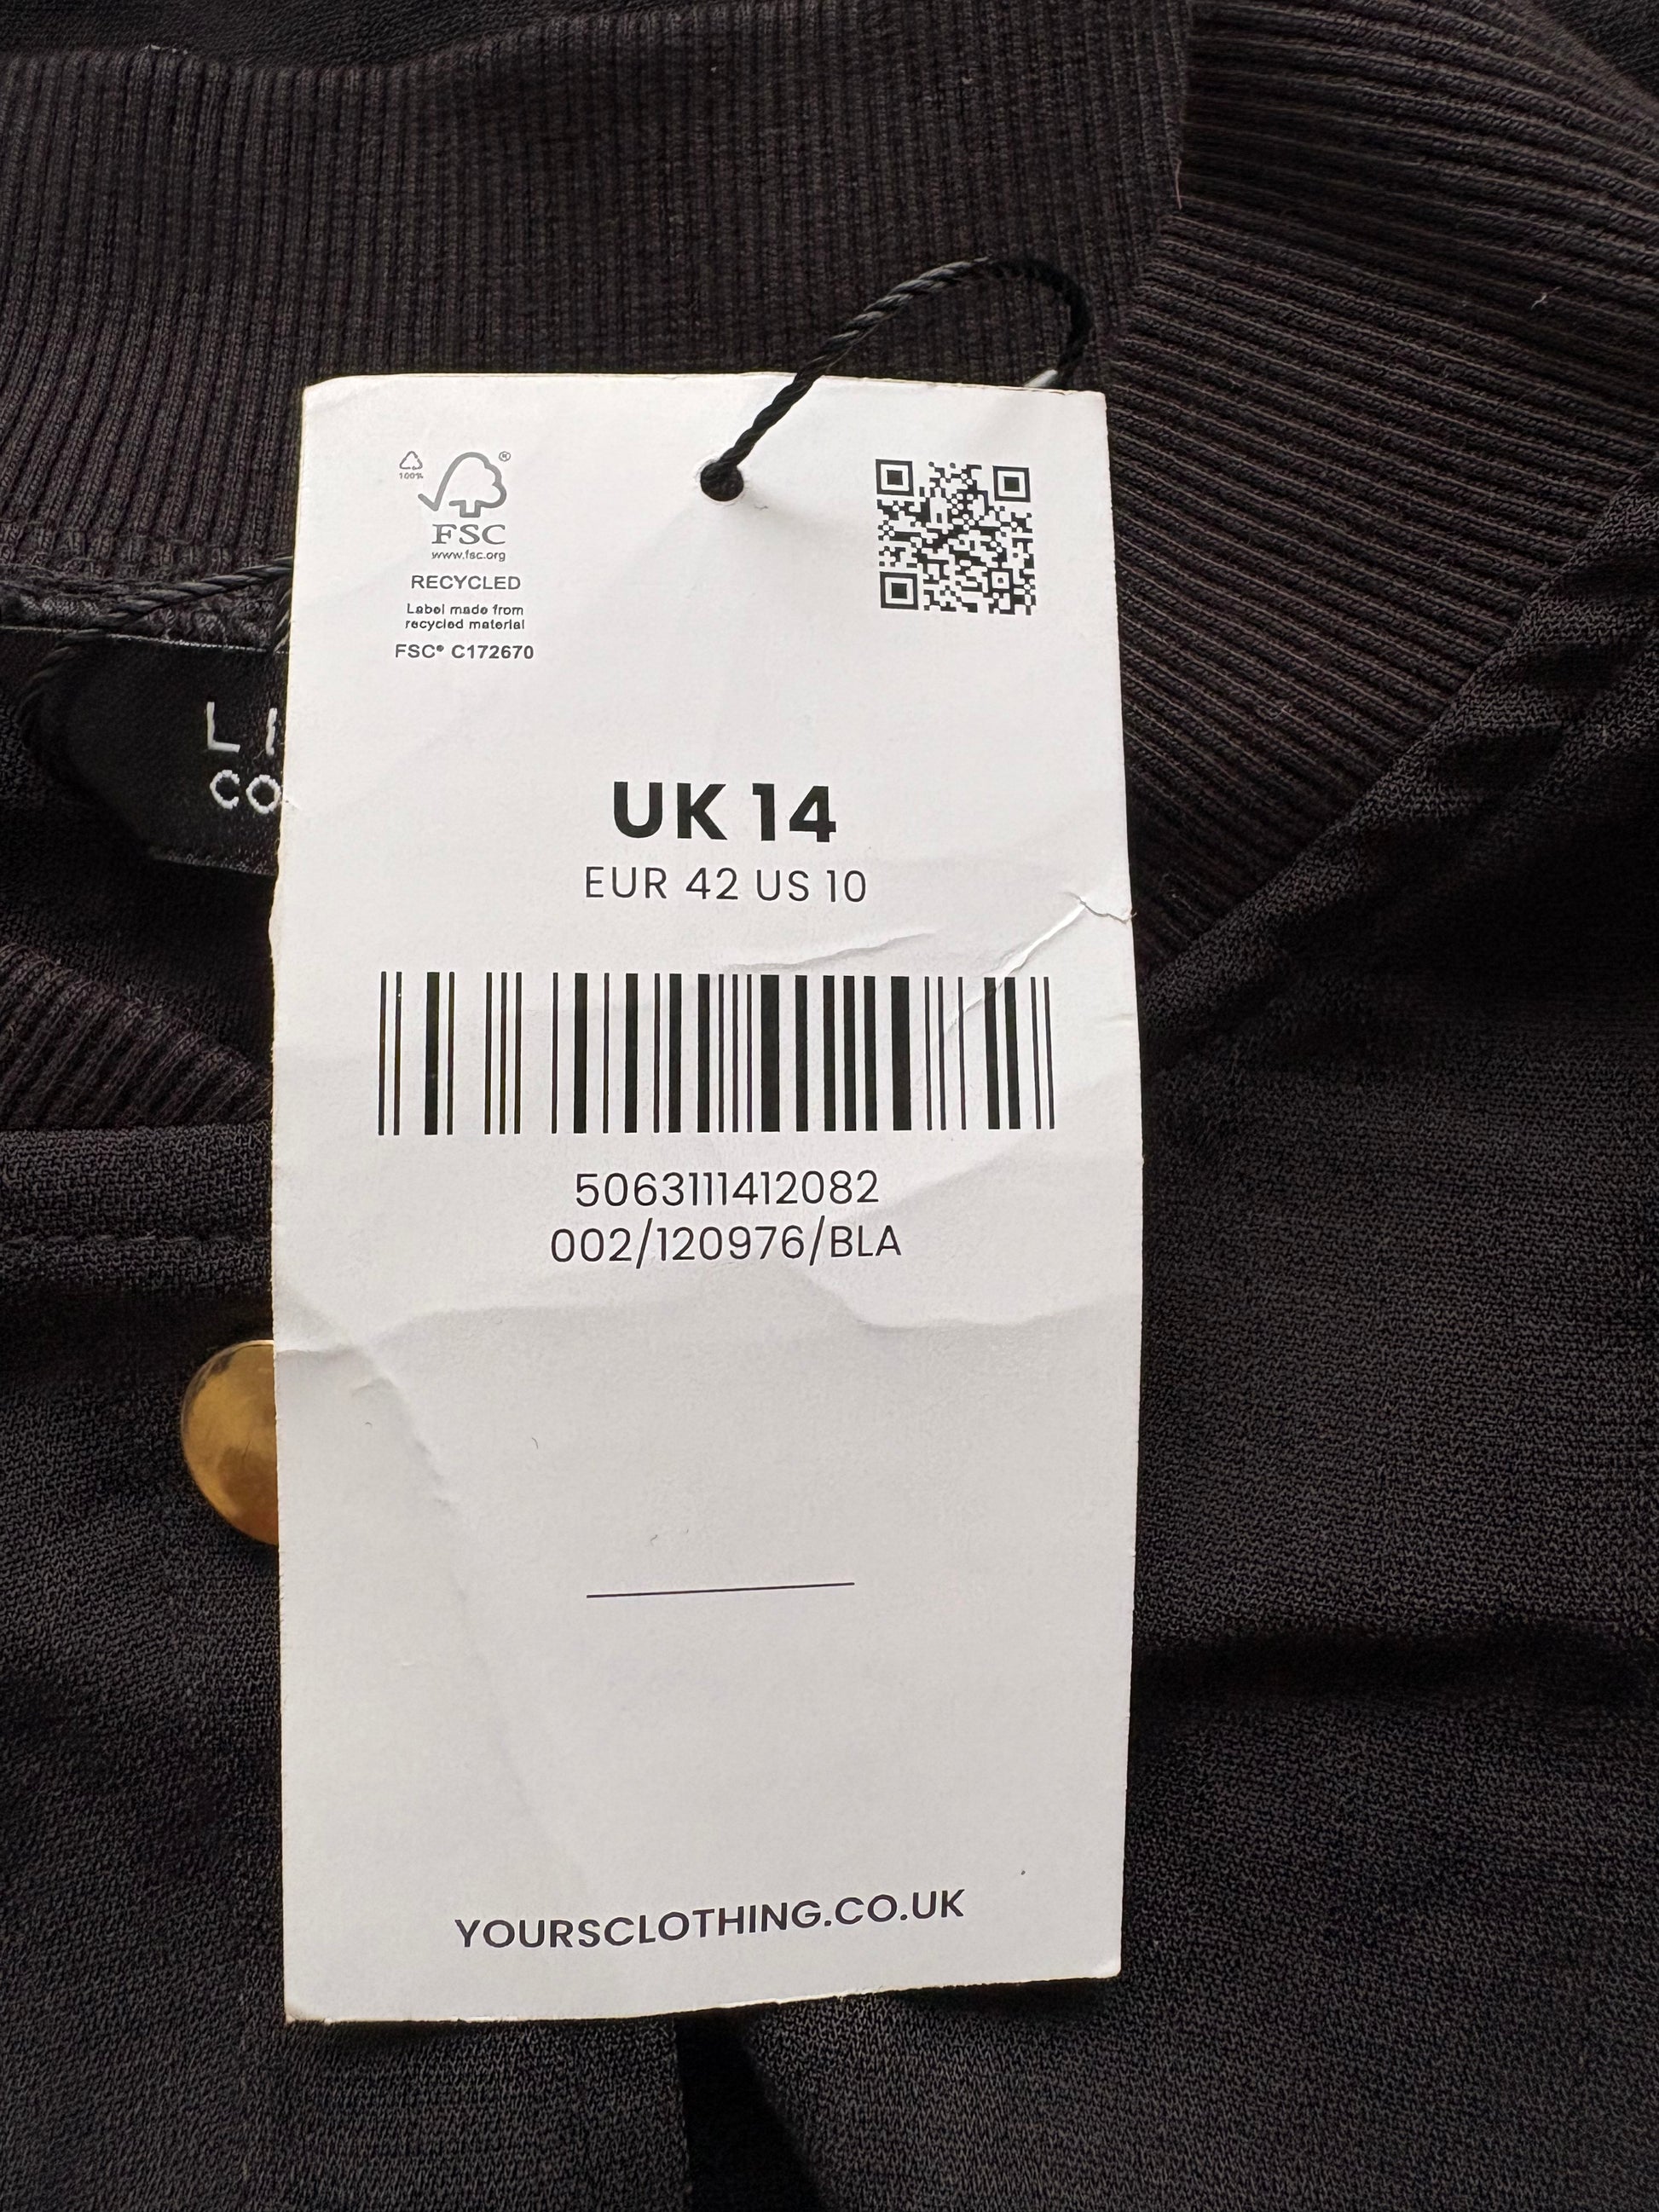 100%
®
FSC
www.fsc.org
RECYCLED
Label made from
recycled material
FSC® C172670
L I
CO
UK 14
EUR 42 US 10
5063111412082
002/120976/BLA
YOURSCLOTHING.CO.UK